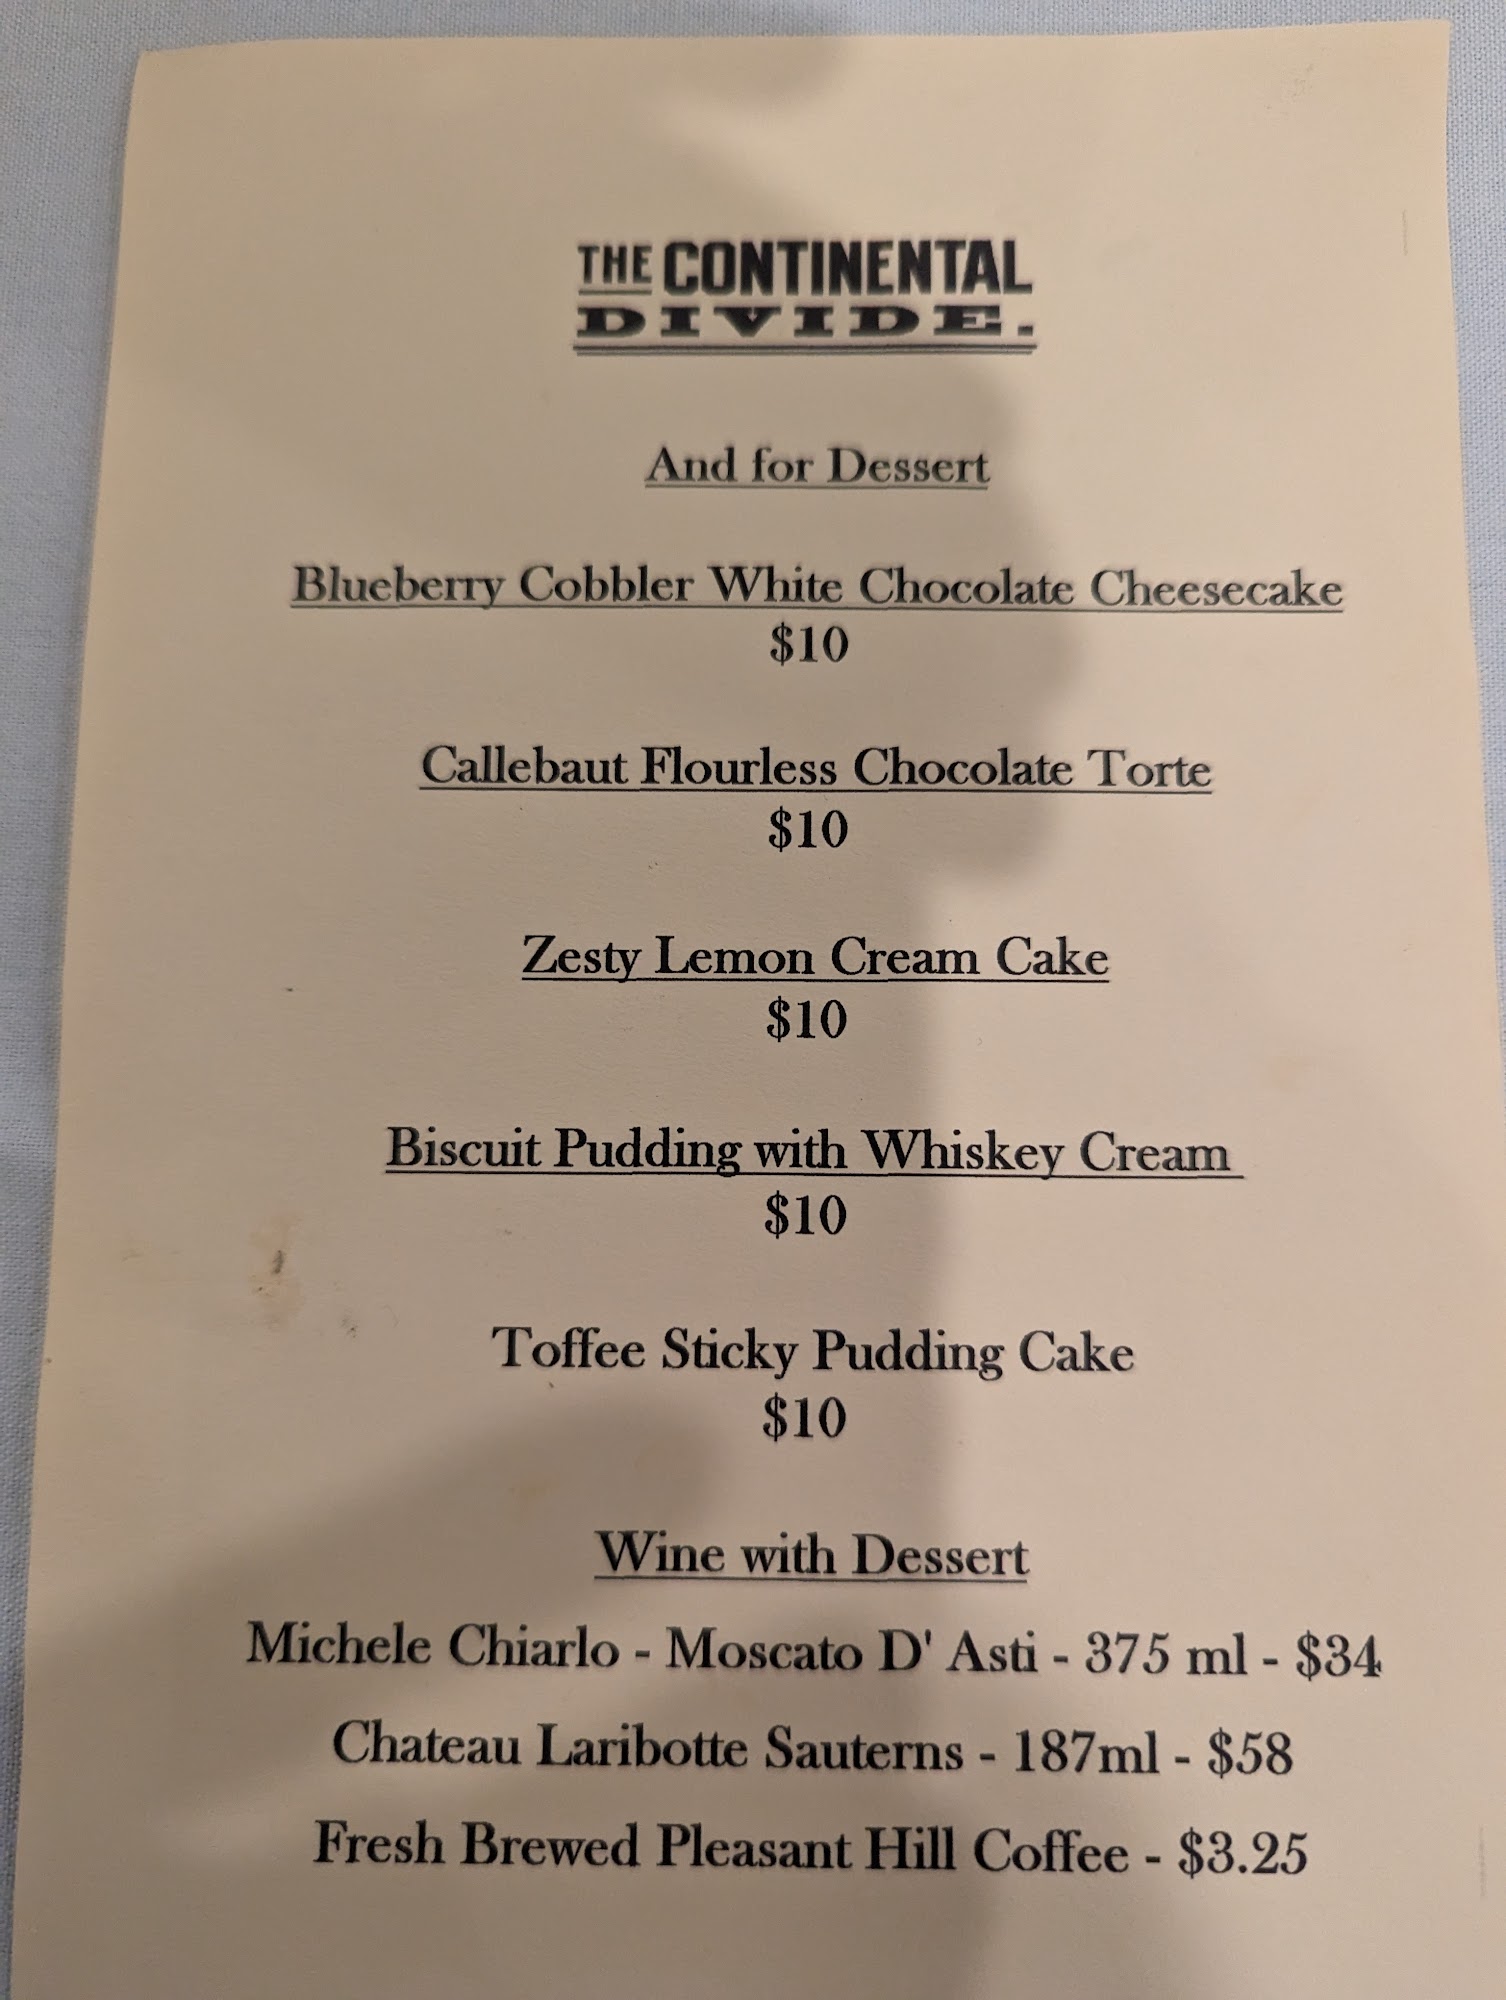 THE CONTINENTAL
DIVIDE.
And for Dessert
Blueberry Cobbler White Chocolate Cheesecake
$10
Callebaut Flourless Chocolate Torte
$10
Zesty Lemon Cream Cake
$10
Biscuit Pudding with Whiskey Cream
$10
Toffee Sticky Pudding Cake
$10
Wine with Dessert
Michele Chiarlo - Moscato D' Asti - 375 ml - $34
Chateau Laribotte Sauterns - 187ml - $58
Fresh Brewed Pleasant Hill Coffee - $3.25